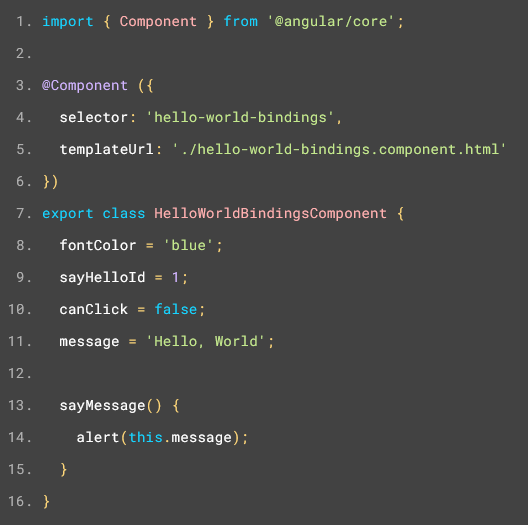 1. import { Component } from '@angular/core';
2.
3. @Component ({
4.   selector: 'hello-world-bindings',
5.   templateUrl: './hello-world-bindings.component.html'
6. })
7. export class HelloWorldBindingsComponent {
8.   fontColor = 'blue';
9.   sayHelloId = 1;
10.   canClick = false;
11.   message = 'Hello, World';
12.
13.   sayMessage() {
14.     alert(this.message);
15.   }
16. }